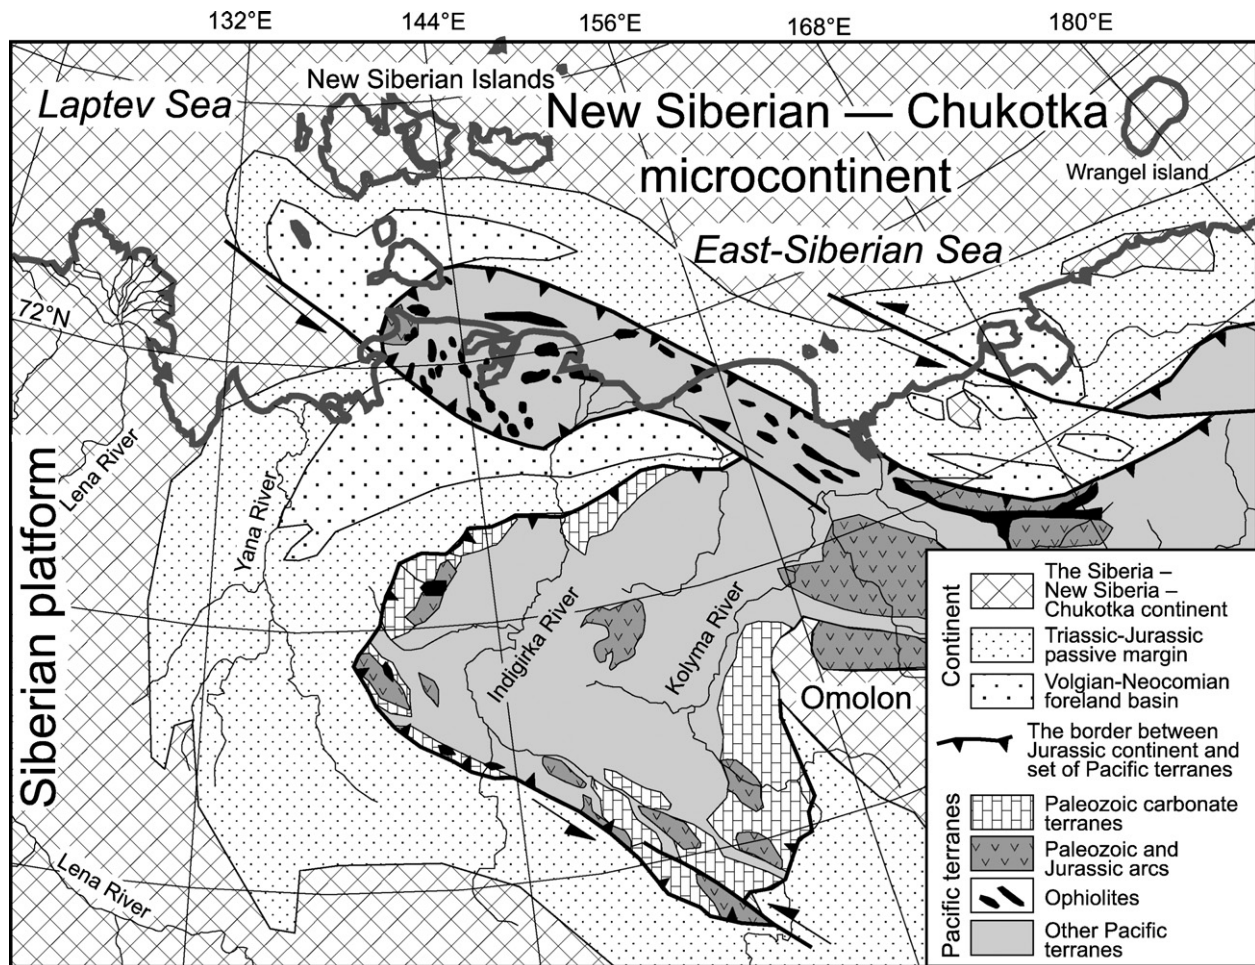 132°E 144°E 156°E 168°E 180°E
New Siberian Islands
Laptev Sea
New Siberian — Chukotka
microcontinent
Wrangel island
East-Siberian Sea
72°N
Lena River
Yana River
Siberian platform
Indigirka River
Kolyma River
Omolon
Lena River
Continent
The Siberia –
New Siberia –
Chukotka continent
Triassic-Jurassic
passive margin
Volgian-Neocomian
foreland basin
The border between
Jurassic continent and
set of Pacific terranes
Pacific terranes
Paleozoic carbonate
terranes
Paleozoic and
Jurassic arcs
Ophiolites
Other Pacific
terranes